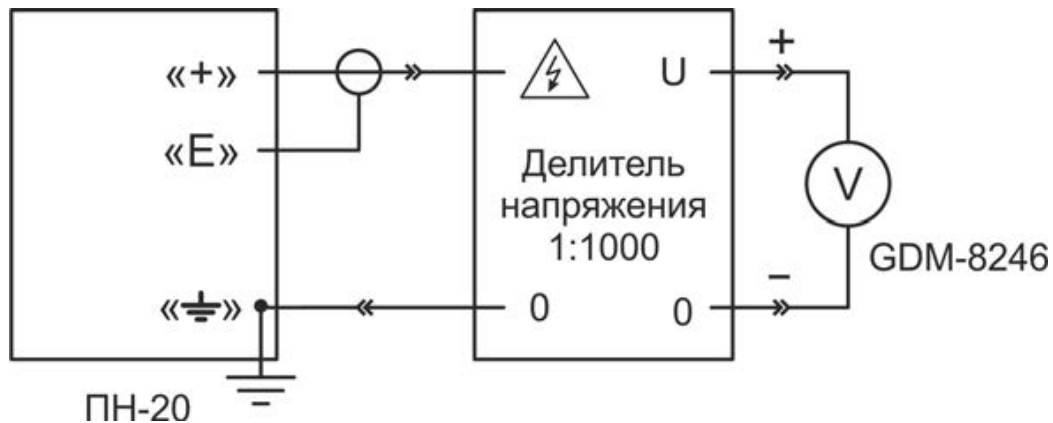 «+»
U
+
«E»
Делитель
напряжения
1:1000
V
GDM-8246
«⏚»
0
0
−
ПН-20